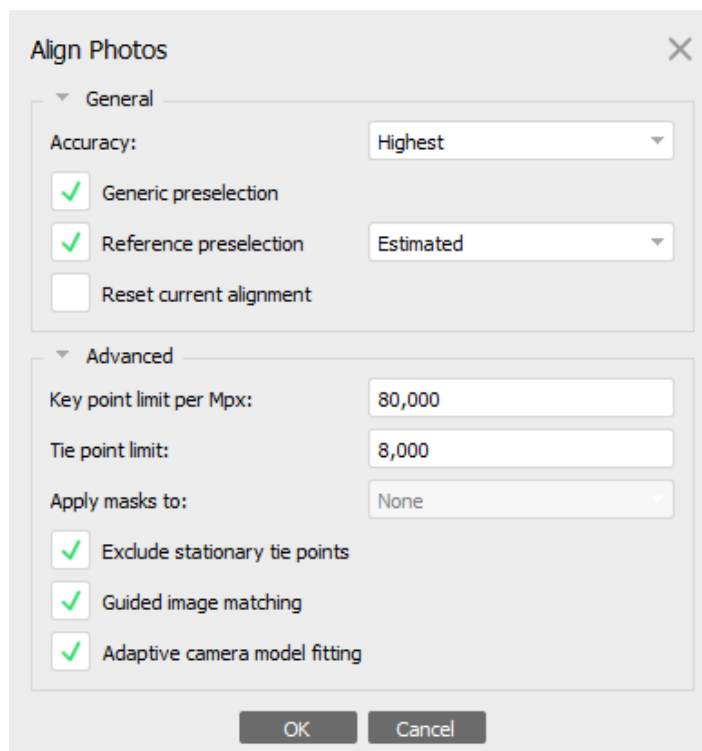 Align Photos
General
Accuracy: Highest
Generic preselection
Reference preselection Estimated
Reset current alignment
Advanced
Key point limit per Mpx: 80,000
Tie point limit: 8,000
Apply masks to: None
Exclude stationary tie points
Guided image matching
Adaptive camera model fitting
OK Cancel